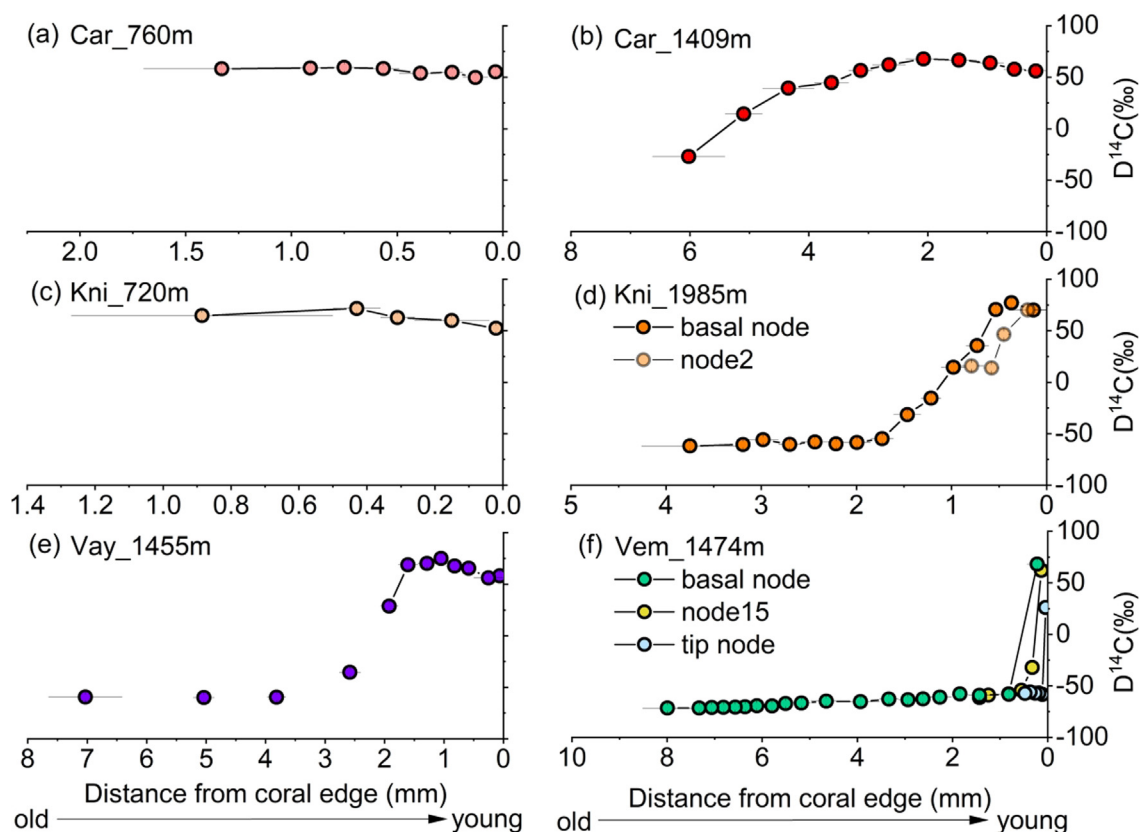 (a) Car_760m
(b) Car_1409m
100
50
0
-50
-100
D¹⁴C(‰)
2.0 1.5 1.0 0.5 0.0
8 6 4 2 0
(c) Kni_720m
(d) Kni_1985m
basal node
node2
100
50
0
-50
-100
D¹⁴C(‰)
1.4 1.2 1.0 0.8 0.6 0.4 0.2 0.0
5 4 3 2 1 0
(e) Vay_1455m
(f) Vem_1474m
basal node
node15
tip node
100
50
0
-50
-100
D¹⁴C(‰)
8 7 6 5 4 3 2 1 0
10 8 6 4 2 0
Distance from coral edge (mm)
Distance from coral edge (mm)
old young
old young